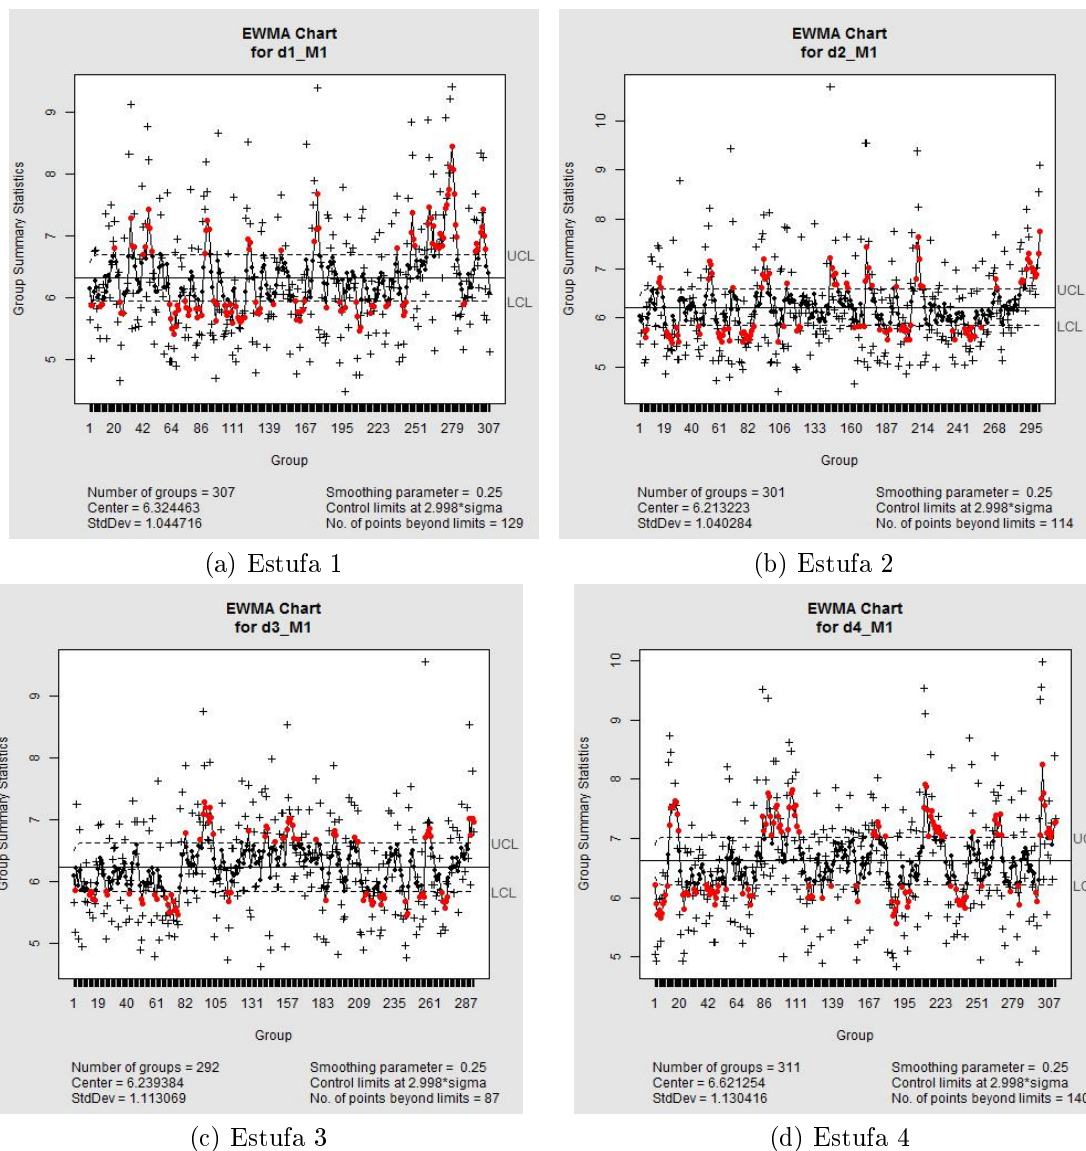 EWMA Chart
for d1_M1
Group Summary Statistics
9
8
7
6
5
UCL
LCL
1 20 42 64 86 111 139 167 195 223 251 279 307
Group
Number of groups = 307
Center = 6.324463
StdDev = 1.044716
Smoothing parameter = 0.25
Control limits at 2.998*sigma
No. of points beyond limits = 129
(a) Estufa 1
EWMA Chart
for d2_M1
Group Summary Statistics
10
9
8
7
6
5
UCL
LCL
1 19 40 61 82 106 133 160 187 214 241 268 295
Group
Number of groups = 301
Center = 6.213223
StdDev = 1.040284
Smoothing parameter = 0.25
Control limits at 2.998*sigma
No. of points beyond limits = 114
(b) Estufa 2
EWMA Chart
for d3_M1
Group Summary Statistics
9
8
7
6
5
UCL
LCL
1 19 40 61 82 105 131 157 183 209 235 261 287
Group
Number of groups = 292
Center = 6.239384
StdDev = 1.113069
Smoothing parameter = 0.25
Control limits at 2.998*sigma
No. of points beyond limits = 87
(c) Estufa 3
EWMA Chart
for d4_M1
Group Summary Statistics
10
9
8
7
6
5
UC
LC
1 20 42 64 86 111 139 167 195 223 251 279 307
Group
Number of groups = 311
Center = 6.621254
StdDev = 1.130416
Smoothing parameter = 0.25
Control limits at 2.998*sigma
No. of points beyond limits = 140
(d) Estufa 4